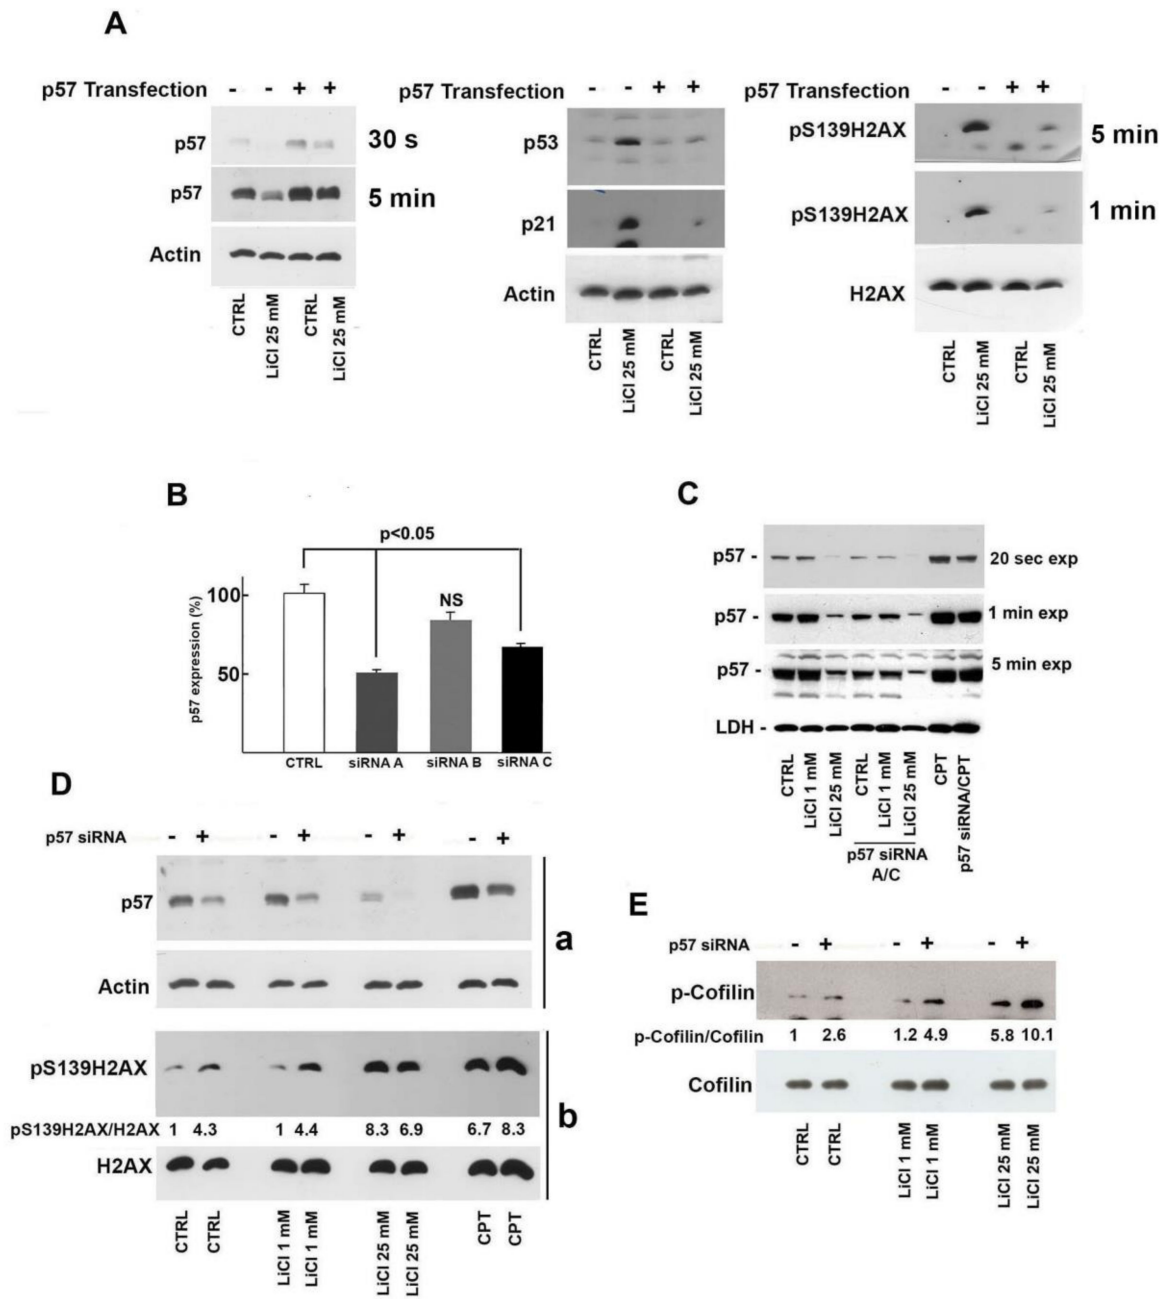 A
p57 Transfection - - + +
p57 30 s
p57 5 min
Actin
CTRL
LiCl 25 mM
CTRL
LiCl 25 mM
p57 Transfection - - + +
p53
p21
Actin
CTRL
LiCl 25 mM
CTRL
LiCl 25 mM
p57 Transfection - - + +
pS139H2AX 5 min
pS139H2AX 1 min
H2AX
CTRL
LiCl 25 mM
CTRL
LiCl 25 mM
B
p<0.05
p57 expression (%)
100
50
NS
CTRL siRNA A siRNA B siRNA C
C
p57 - 20 sec exp
p57 - 1 min exp
p57 - 5 min exp
LDH -
CTRL
LiCl 1 mM
LiCl 25 mM
CTRL
LiCl 1 mM
LiCl 25 mM
CPT
p57 siRNA/CPT
p57 siRNA
A/C
D
p57 siRNA - + - + - + - +
p57
Actin
a
pS139H2AX
pS139H2AX/H2AX 1 4.3 1 4.4 8.3 6.9 6.7 8.3
H2AX
b
CTRL
CTRL
LiCl 1 mM
LiCl 1 mM
LiCl 25 mM
LiCl 25 mM
CPT
CPT
E
p57 siRNA - + - + - +
p-Cofilin
p-Cofilin/Cofilin 1 2.6 1.2 4.9 5.8 10.1
Cofilin
CTRL
CTRL
LiCl 1 mM
LiCl 1 mM
LiCl 25 mM
LiCl 25 mM